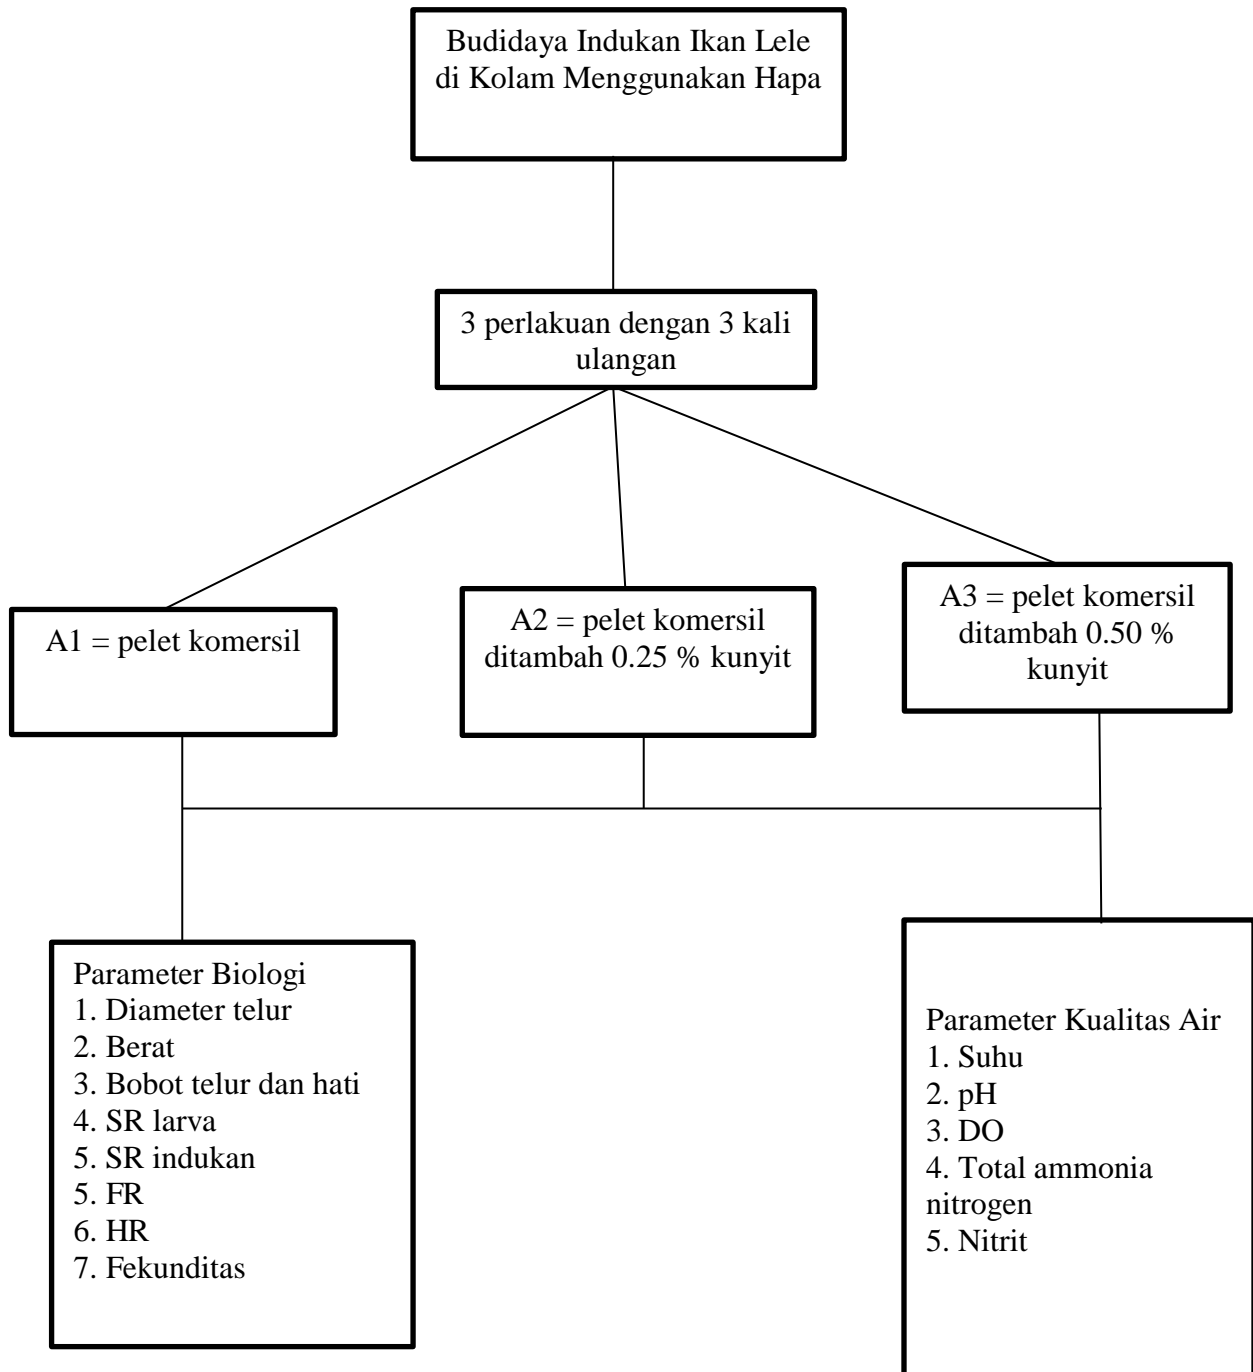 Budidaya Indukan Ikan Lele
di Kolam Menggunakan Hapa
3 perlakuan dengan 3 kali
ulangan
A1 = pelet komersil
A2 = pelet komersil
ditambah 0.25 % kunyit
A3 = pelet komersil
ditambah 0.50 %
kunyit
Parameter Biologi
1. Diameter telur
2. Berat
3. Bobot telur dan hati
4. SR larva
5. SR indukan
5. FR
6. HR
7. Fekunditas
Parameter Kualitas Air
1. Suhu
2. pH
3. DO
4. Total ammonia
nitrogen
5. Nitrit